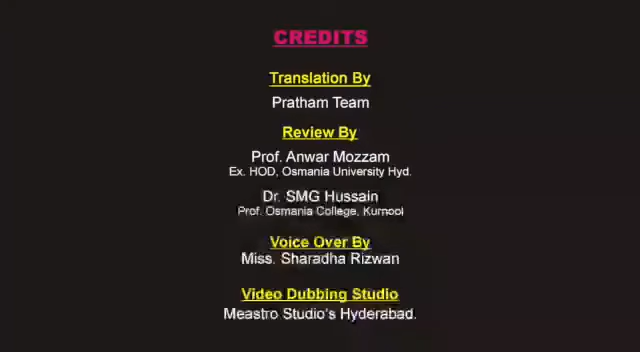 CREDITS
Translation By
Pratham Team
Review By
Prof. Anwar Mozzam
Ex. HOD, Osmania University Hyd.
Dr. SMG Hussain
Prof. Osmania College, Kurnool
Voice Over By
Miss. Sharadha Rizwan
Video Dubbing Studio
Meastro Studio's Hyderabad.